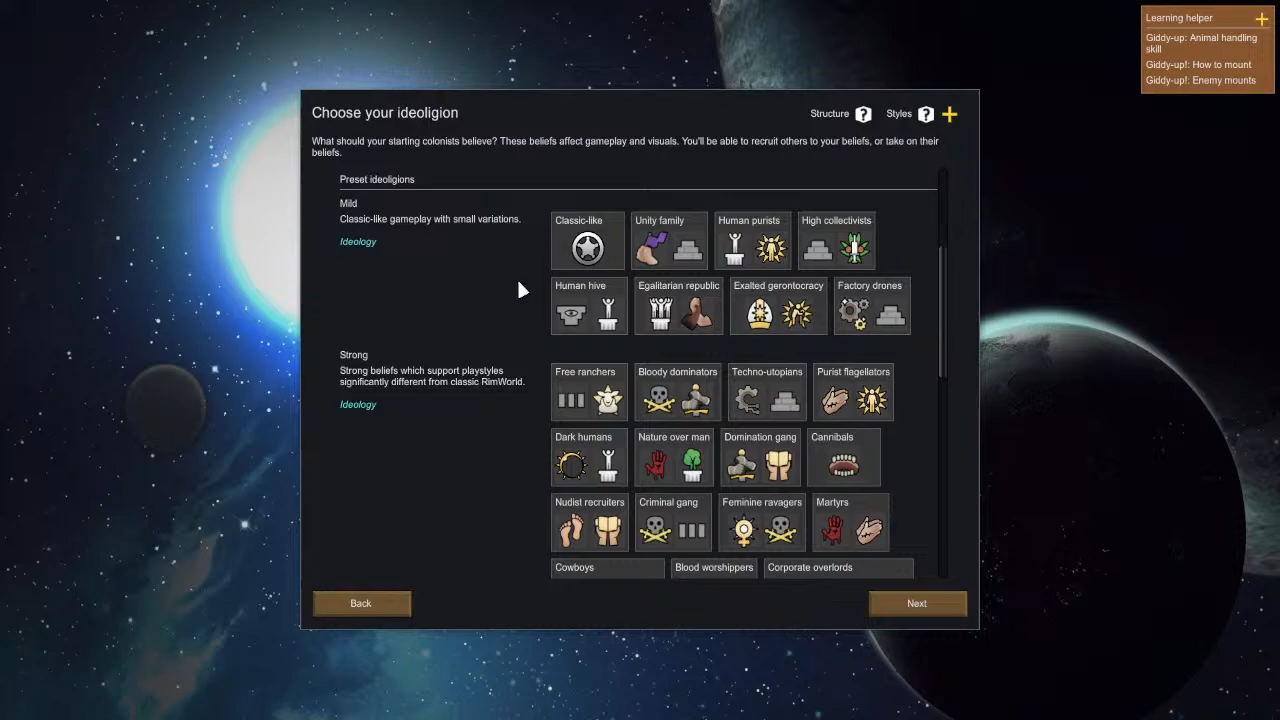 Learning helper
Giddy-up: Animal handling
skill
Giddy-up!: How to mount
Giddy-up!: Enemy mounts
Choose your ideoligion
Structure ?
Styles ? +
What should your starting colonists believe? These beliefs affect gameplay and visuals. You'll be able to recruit others to your beliefs, or take on their
beliefs.
Preset ideoligions
Mild
Classic-like gameplay with small variations.
Ideology
Classic-like
Unity family
Human purists
High collectivists
Human hive
Egalitarian republic
Exalted gerontocracy
Factory drones
Strong
Strong beliefs which support playstyles
significantly different from classic RimWorld.
Ideology
Free ranchers
Bloody dominators
Techno-utopians
Purist flagellators
Dark humans
Nature over man
Domination gang
Cannibals
Nudist recruiters
Criminal gang
Feminine ravagers
Martyrs
Cowboys
Blood worshippers
Corporate overlords
Back
Next